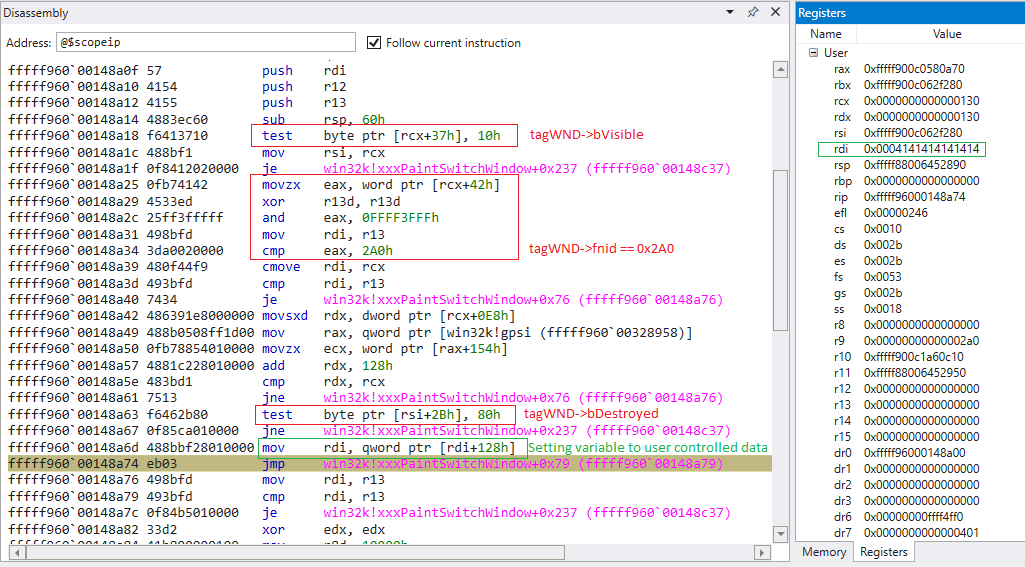 Disassembly
Address: @$scopeip Follow current instruction
fffff960`00148a0f 57 push rdi
fffff960`00148a10 4154 push r12
fffff960`00148a12 4155 push r13
fffff960`00148a14 4883ec60 sub rsp, 60h
fffff960`00148a18 f6413710 test byte ptr [rcx+37h], 10h tagWND->bVisible
fffff960`00148a1c 488bf1 mov rsi, rcx
fffff960`00148a1f 0f8412020000 je win32k!xxxPaintSwitchWindow+0x237 (fffff960`00148c37)
fffff960`00148a25 0fb74142 movzx eax, word ptr [rcx+42h]
fffff960`00148a29 4533ed xor r13d, r13d
fffff960`00148a2c 25ff3fffff and eax, 0FFFF3FFFh
fffff960`00148a31 498bfd mov rdi, r13
fffff960`00148a34 3da0020000 cmp eax, 2A0h tagWND->fnid == 0x2A0
fffff960`00148a39 480f44f9 cmove rdi, rcx
fffff960`00148a3d 493bfd cmp rdi, r13
fffff960`00148a40 7434 je win32k!xxxPaintSwitchWindow+0x76 (fffff960`00148a76)
fffff960`00148a42 486391e8000000 movsxd rdx, dword ptr [rcx+0E8h]
fffff960`00148a49 488b0508ff1d00 mov rax, qword ptr [win32k!gpsi (fffff960`00328958)]
fffff960`00148a50 0fb78854010000 movzx ecx, word ptr [rax+154h]
fffff960`00148a57 4881c228010000 add rdx, 128h
fffff960`00148a5e 483bd1 cmp rdx, rcx
fffff960`00148a61 7513 jne win32k!xxxPaintSwitchWindow+0x76 (fffff960`00148a76)
fffff960`00148a63 f6462b80 test byte ptr [rsi+2Bh], 80h tagWND->bDestroyed
fffff960`00148a67 0f85ca010000 jne win32k!xxxPaintSwitchWindow+0x237 (fffff960`00148c37)
fffff960`00148a6d 488bbf28010000 mov rdi, qword ptr [rdi+128h] Setting variable to user controlled data
fffff960`00148a74 eb03 jmp win32k!xxxPaintSwitchWindow+0x79 (fffff960`00148a79)
fffff960`00148a76 498bfd mov rdi, r13
fffff960`00148a79 493bfd cmp rdi, r13
fffff960`00148a7c 0f84b5010000 je win32k!xxxPaintSwitchWindow+0x237 (fffff960`00148c37)
fffff960`00148a82 33d2 xor edx, edx
Registers
Name Value
User
rax 0xfffff900c0580a70
rbx 0xfffff900c062f280
rcx 0x0000000000000130
rdx 0x0000000000000130
rsi 0xfffff900c062f280
rdi 0x0004141414141414
rsp 0xfffff88006452890
rbp 0x0000000000000000
rip 0xfffff96000148a74
efl 0x00000246
cs 0x0010
ds 0x002b
es 0x002b
fs 0x0053
gs 0x002b
ss 0x0018
r8 0x0000000000000000
r9 0x00000000000002a0
r10 0xfffff900c1a60c10
r11 0xfffff88006452950
r12 0x0000000000000000
r13 0x0000000000000000
r14 0x0000000000000000
r15 0x0000000000000000
dr0 0xfffff96000148a00
dr1 0x0000000000000000
dr2 0x0000000000000000
dr3 0x0000000000000000
dr6 0x00000000ffff4ff0
dr7 0x0000000000000401
Memory Registers